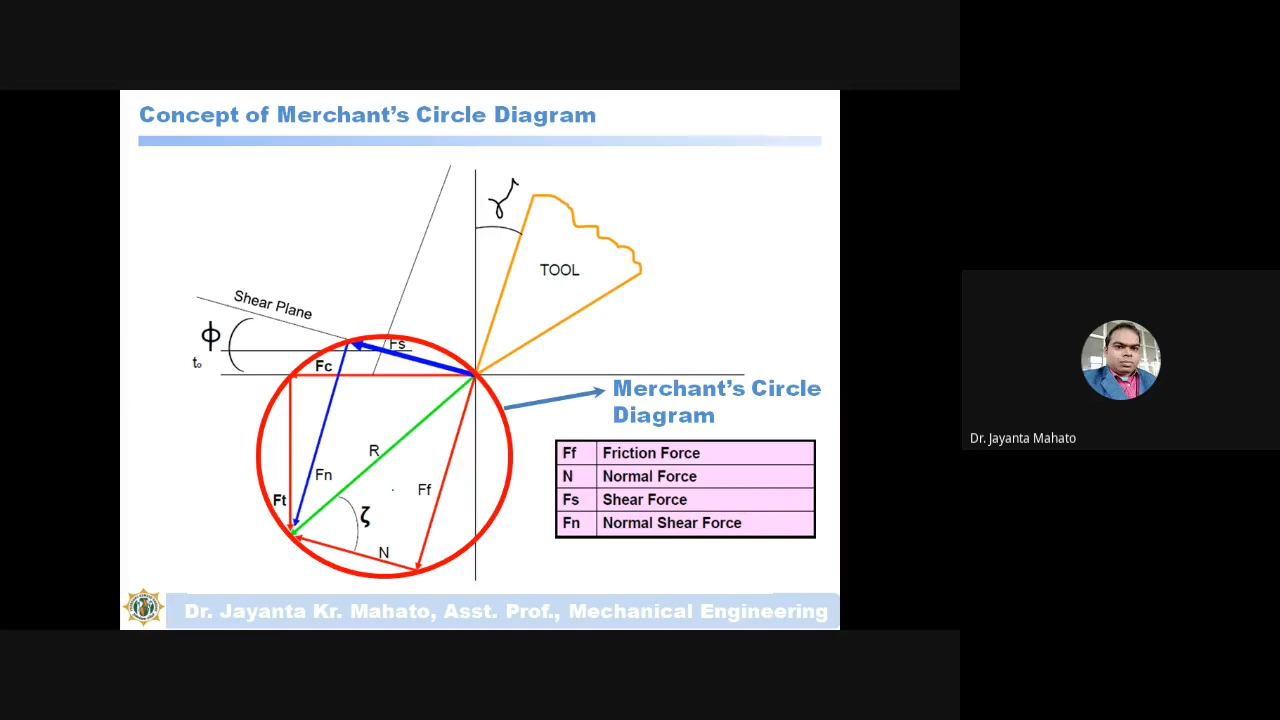 Concept of Merchant's Circle Diagram
γ
TOOL
Shear Plane
ϕ
to
Fs
Fc
Merchant's Circle
Diagram
R
Fn
Ff
Ft
ζ
N
Ff Friction Force
N Normal Force
Fs Shear Force
Fn Normal Shear Force
Dr. Jayanta Kr. Mahato, Asst. Prof., Mechanical Engineering
Dr. Jayanta Mahato